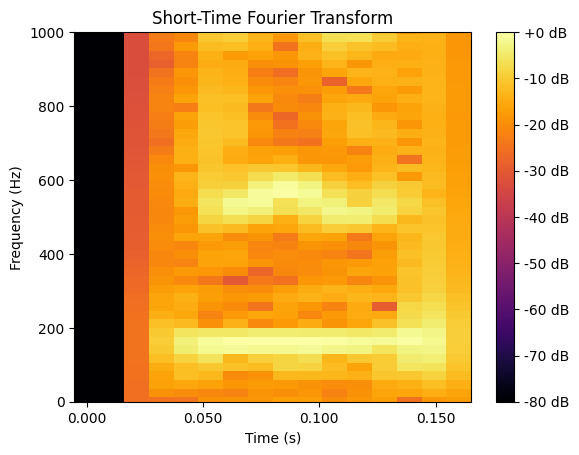 Short-Time Fourier Transform
1000
800
600
400
200
0
Frequency (Hz)
0.000
0.050
0.100
0.150
Time (s)
+0 dB
-10 dB
-20 dB
-30 dB
-40 dB
-50 dB
-60 dB
-70 dB
-80 dB